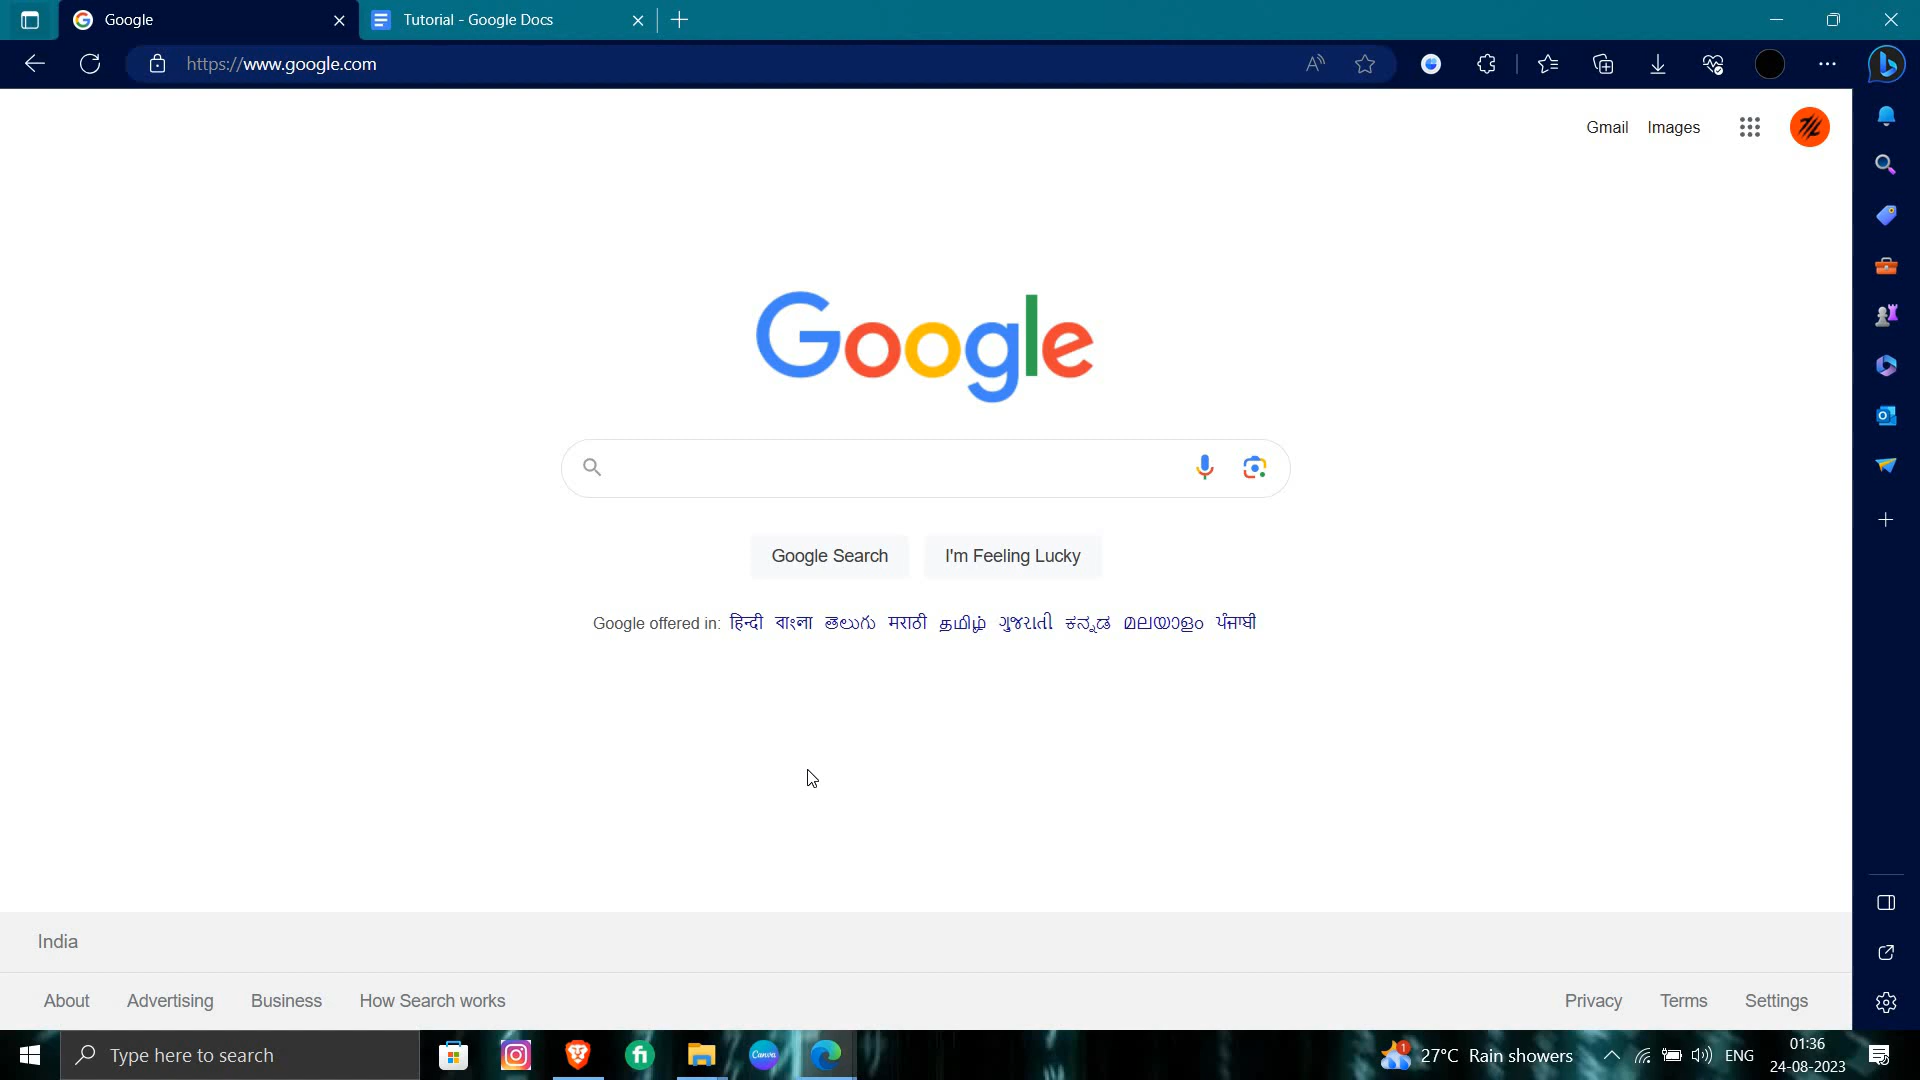 Google
Tutorial - Google Docs
https://www.google.com
Gmail Images
Google
Google Search
I'm Feeling Lucky
Google offered in: हिन्दी বাংলা తెలుగు मराठी தமிழ் ગુજરાતી ಕನ್ನಡ മലയാളം ਪੰਜਾਬੀ
India
About Advertising Business How Search works
Privacy Terms Settings
Type here to search
Canva
1
27°C Rain showers
ENG
01:36
24-08-2023